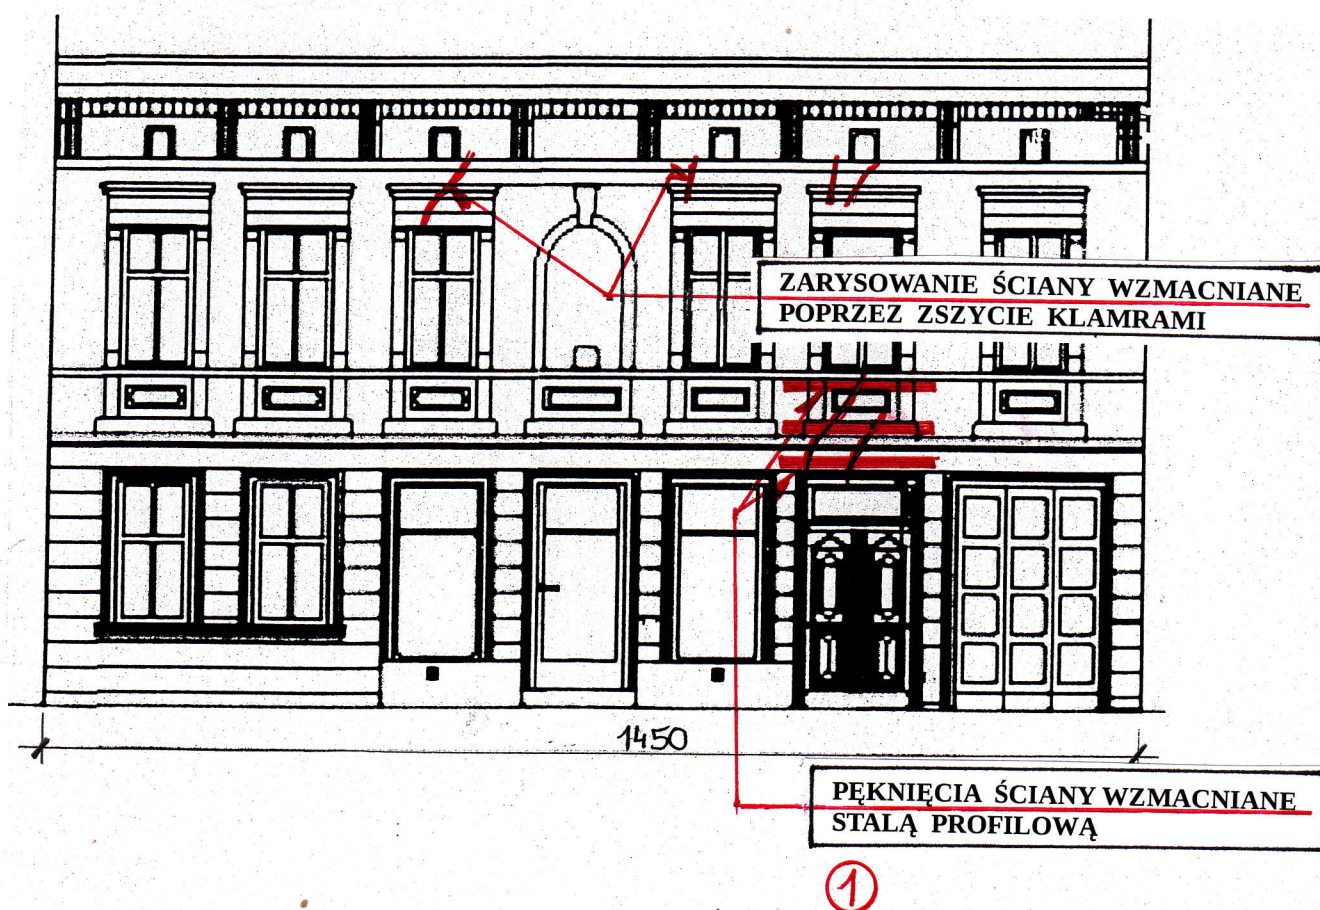 ZARYSOWANIE ŚCIANY WZMACNIANE
POPRZEZ ZSZYCIE KLAMRAMI
1450
PĘKNIĘCIA ŚCIANY WZMACNIANE
STALĄ PROFILOWĄ
1